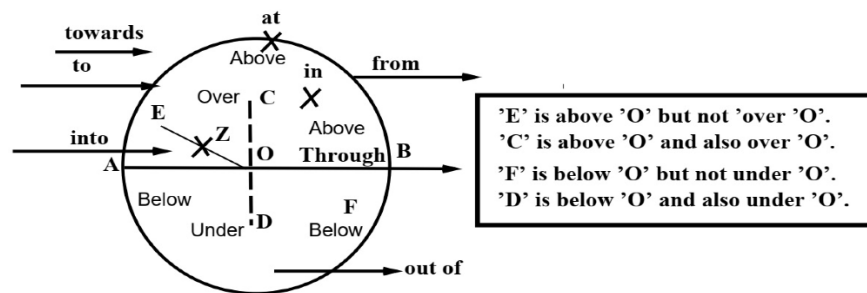 at
towards
Above
to
in
from
Over
C
E
Above
into
Z
O
Through
B
A
Below
F
Under
D
Below
out of
'E' is above 'O' but not 'over 'O'.
'C' is above 'O' and also over 'O'.
'F' is below 'O' but not under 'O'.
'D' is below 'O' and also under 'O'.